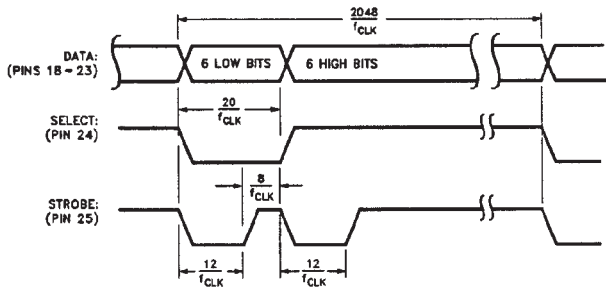 2048
fCLK
DATA:
(PINS 18-23)
6 LOW BITS
6 HIGH BITS
20
fCLK
SELECT:
(PIN 24)
8
fCLK
STROBE:
(PIN 25)
12
fCLK
12
fCLK